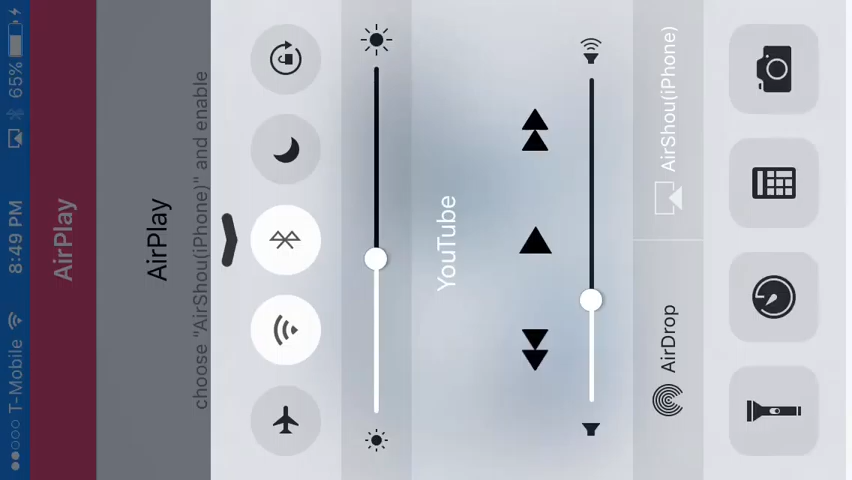 T-Mobile 8:49 PM 65%
AirPlay
AirPlay
choose "AirShou(iPhone)" and enable
YouTube
AirDrop
AirShou(iPhone)